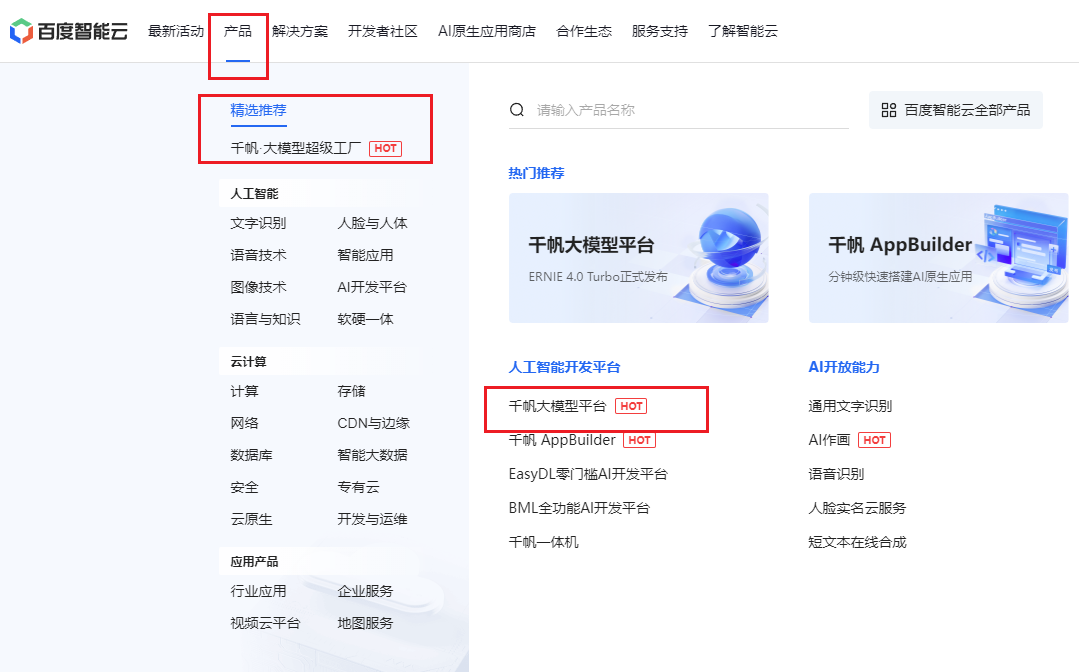 百度智能云 最新活动 产品 解决方案 开发者社区 AI原生应用商店 合作生态 服务支持 了解智能云
精选推荐
千帆·大模型超级工厂 HOT
人工智能
文字识别 人脸与人体
语音技术 智能应用
图像技术 AI开发平台
语言与知识 软硬一体
云计算
计算 存储
网络 CDN与边缘
数据库 智能大数据
安全 专有云
云原生 开发与运维
应用产品
行业应用 企业服务
视频云平台 地图服务
请输入产品名称 百度智能云全部产品
热门推荐
千帆大模型平台
ERNIE 4.0 Turbo正式发布
千帆 AppBuilder
分钟级快速搭建AI原生应用
人工智能开发平台
千帆大模型平台 HOT
千帆 AppBuilder HOT
EasyDL零门槛AI开发平台
BML全功能AI开发平台
千帆一体机
AI开放能力
通用文字识别
AI作画 HOT
语音识别
人脸实名云服务
短文本在线合成